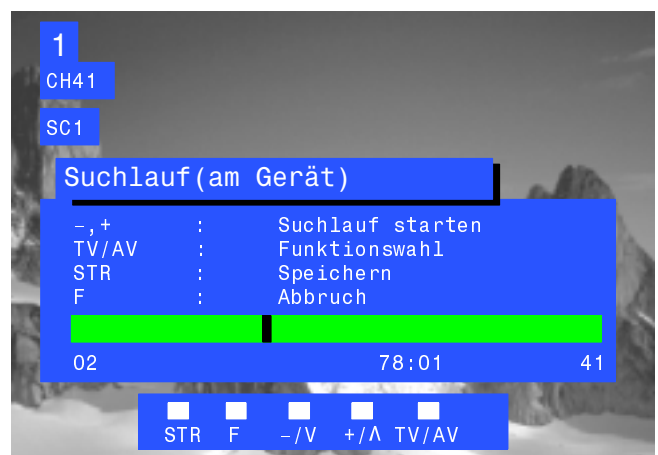 1
CH41
SC1
Suchlauf(am Gerät)
-,+ : Suchlauf starten
TV/AV : Funktionswahl
STR : Speichern
F : Abbruch
02 78:01 41
STR F -/V +/Λ TV/AV